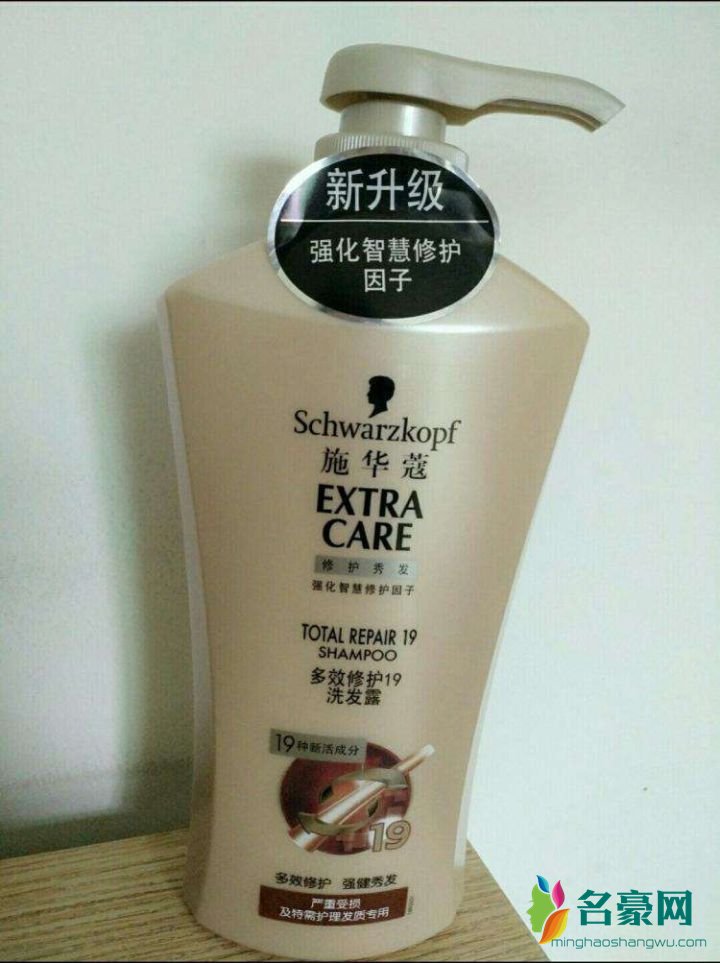 新升级
强化智慧修护
因子
Schwarzkopf
施华蔻
EXTRA
CARE
修护秀发
强化智慧修护因子
TOTAL REPAIR 19
SHAMPOO
多效修护19
洗发露
19种新活成分
19
多效修护 强健秀发
严重受损
及特需护理发质专用
名豪网
minghaoshangwu.com